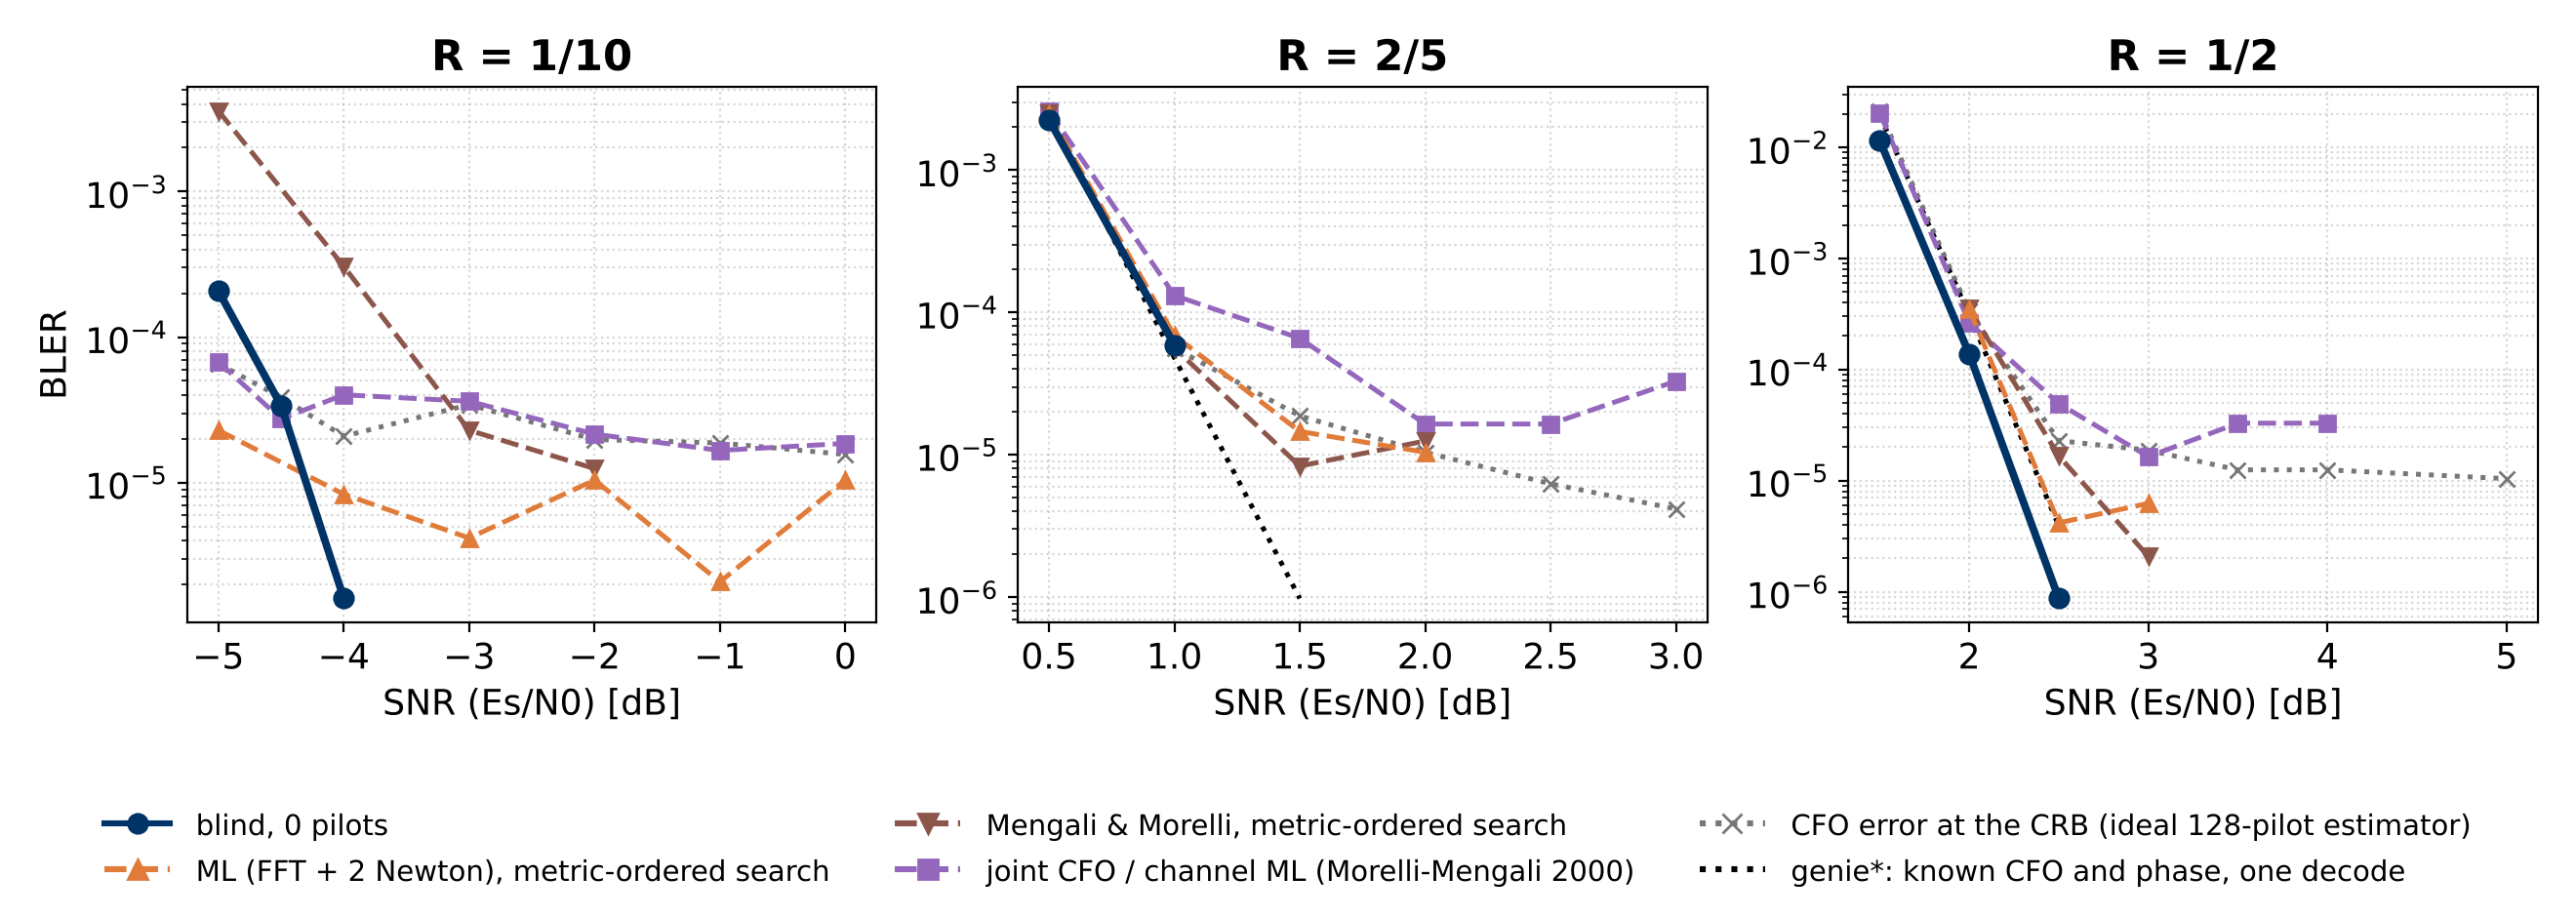 R = 1/10
R = 2/5
R = 1/2
BLER
10⁻³
10⁻⁴
10⁻⁵
−5 −4 −3 −2 −1 0
SNR (Es/N0) [dB]
10⁻³
10⁻⁴
10⁻⁵
10⁻⁶
0.5 1.0 1.5 2.0 2.5 3.0
SNR (Es/N0) [dB]
10⁻²
10⁻³
10⁻⁴
10⁻⁵
10⁻⁶
2 3 4 5
SNR (Es/N0) [dB]
blind, 0 pilots
ML (FFT + 2 Newton), metric-ordered search
Mengali & Morelli, metric-ordered search
joint CFO / channel ML (Morelli-Mengali 2000)
CFO error at the CRB (ideal 128-pilot estimator)
genie*: known CFO and phase, one decode